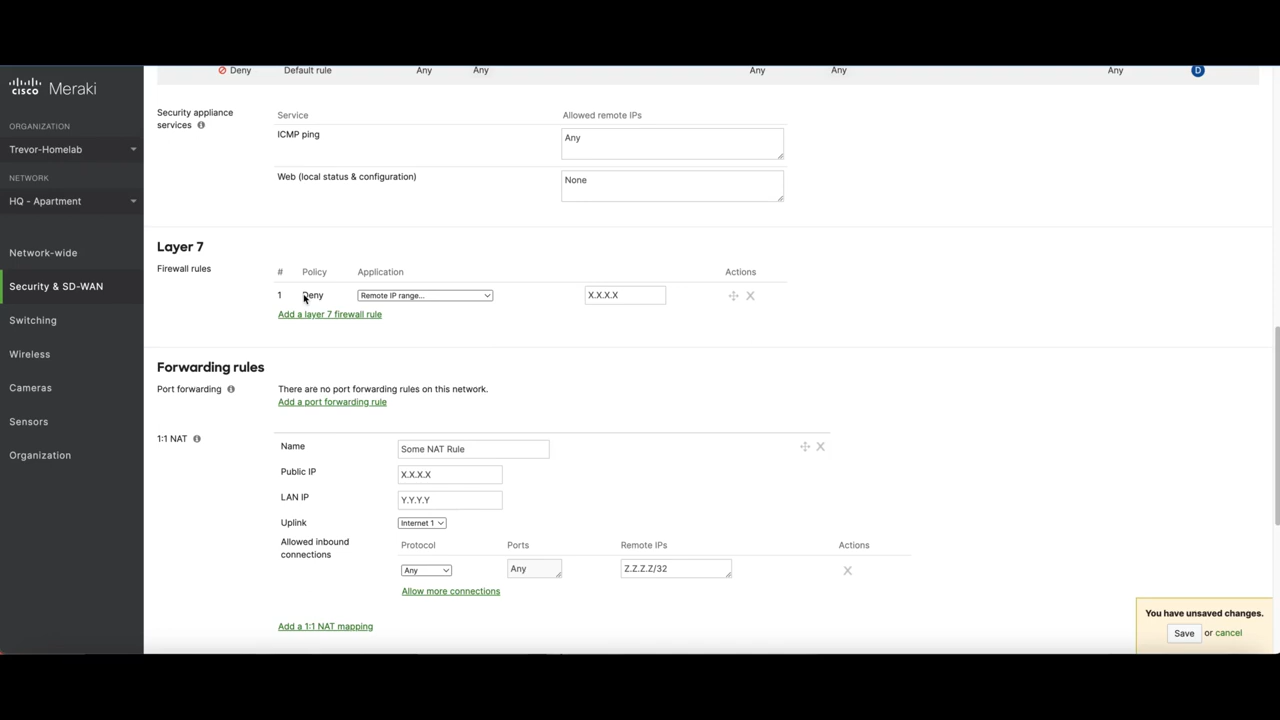 cisco Meraki
ORGANIZATION
Trevor-Homelab
NETWORK
HQ - Apartment
Network-wide
Security & SD-WAN
Switching
Wireless
Cameras
Sensors
Organization
Deny Default rule Any Any Any Any Any D
Security appliance services
Service Allowed remote IPs
ICMP ping Any
Web (local status & configuration) None
Layer 7
Firewall rules
# Policy Application Actions
1 Deny Remote IP range... X.X.X.X
Add a layer 7 firewall rule
Forwarding rules
Port forwarding There are no port forwarding rules on this network.
Add a port forwarding rule
1:1 NAT
Name Some NAT Rule
Public IP X.X.X.X
LAN IP Y.Y.Y.Y
Uplink Internet 1
Allowed inbound connections
Protocol Ports Remote IPs Actions
Any Any Z.Z.Z.Z/32
Allow more connections
Add a 1:1 NAT mapping
You have unsaved changes.
Save or cancel